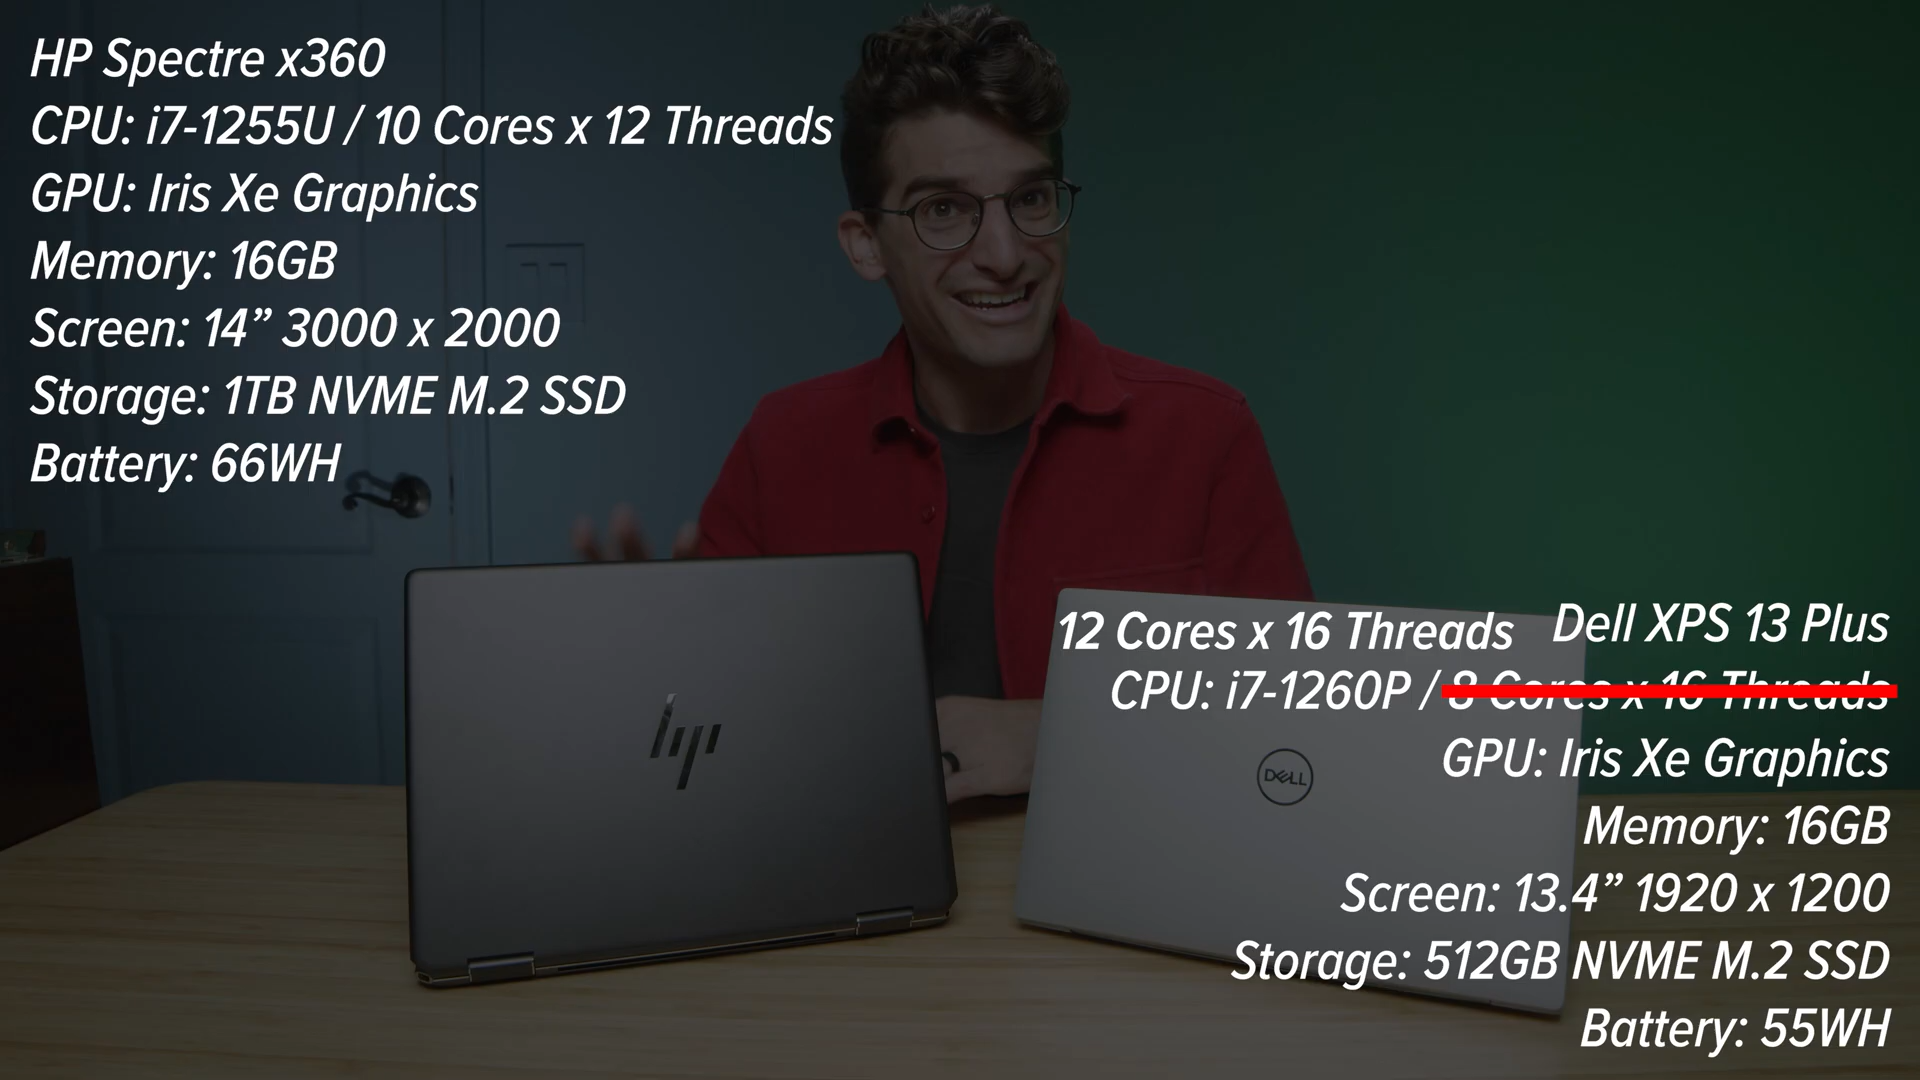 HP Spectre x360
CPU: i7-1255U / 10 Cores x 12 Threads
GPU: Iris Xe Graphics
Memory: 16GB
Screen: 14” 3000 x 2000
Storage: 1TB NVME M.2 SSD
Battery: 66WH
hp
12 Cores x 16 Threads
Dell XPS 13 Plus
CPU: i7-1260P / 8 Cores x 16 Threads
GPU: Iris Xe Graphics
DELL
Memory: 16GB
Screen: 13.4” 1920 x 1200
Storage: 512GB NVME M.2 SSD
Battery: 55WH